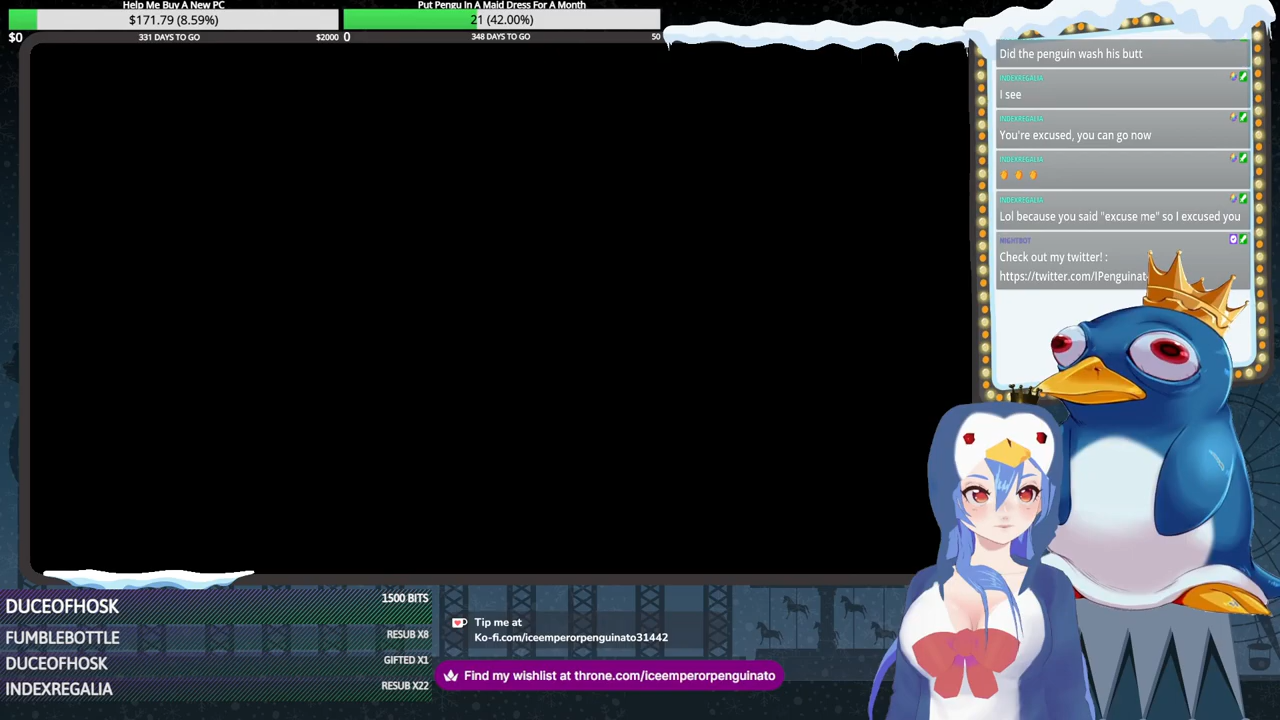 Help Me Buy A New PC
$171.79 (8.59%)
$0
331 DAYS TO GO
$2000
Put Pengu In A Maid Dress For A Month
21 (42.00%)
0
348 DAYS TO GO
50
Did the penguin wash his butt
INDEXREGALIA
I see
INDEXREGALIA
You're excused, you can go now
INDEXREGALIA
INDEXREGALIA
Lol because you said "excuse me" so I excused you
NIGHTBOT
Check out my twitter! :
https://twitter.com/IPenguinat
DUCEOFHOSK
1500 BITS
FUMBLEBOTTLE
RESUB X8
DUCEOFHOSK
GIFTED X1
INDEXREGALIA
RESUB X22
Tip me at
Ko-fi.com/iceemperorpenguinato31442
Find my wishlist at throne.com/iceemperorpenguinato